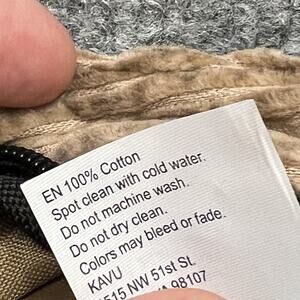 EN 100% Cotton
Spot clean with cold water.
Do not machine wash.
Do not dry clean.
Colors may bleed or fade.
KAVU
515 NW 51st St.
98107